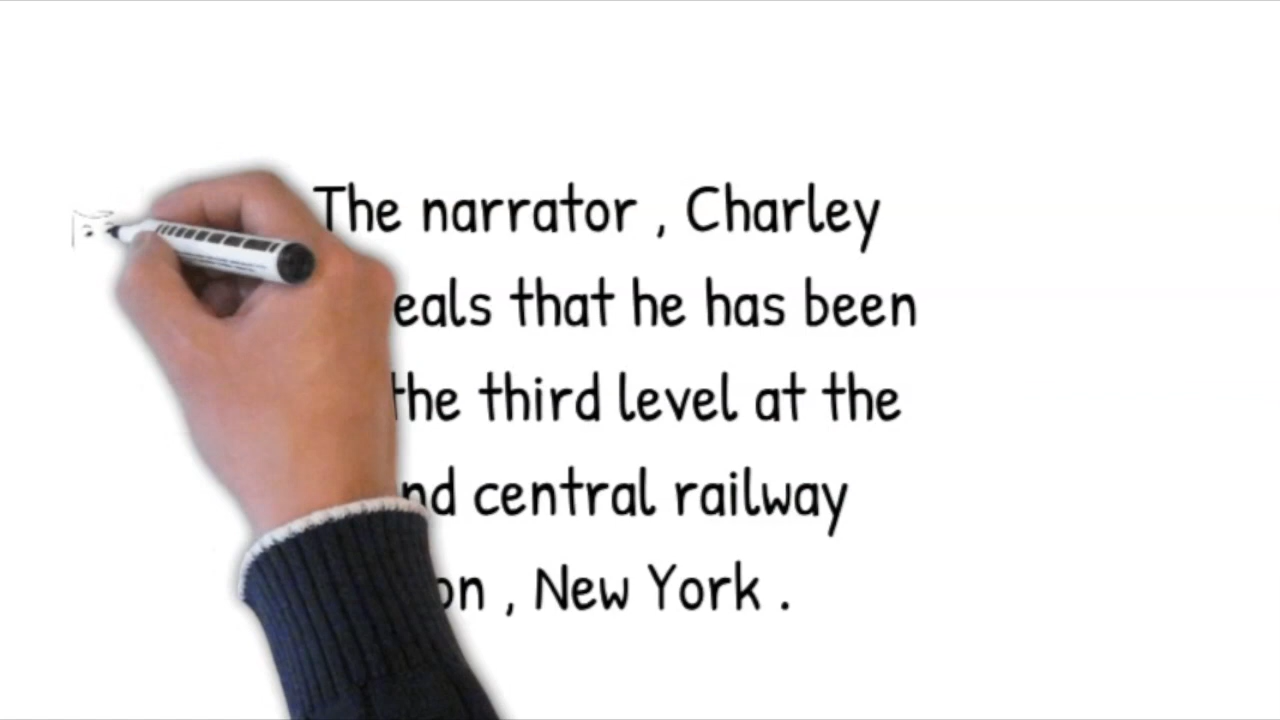 The narrator , Charley
eals that he has been
the third level at the
nd central railway
on , New York .